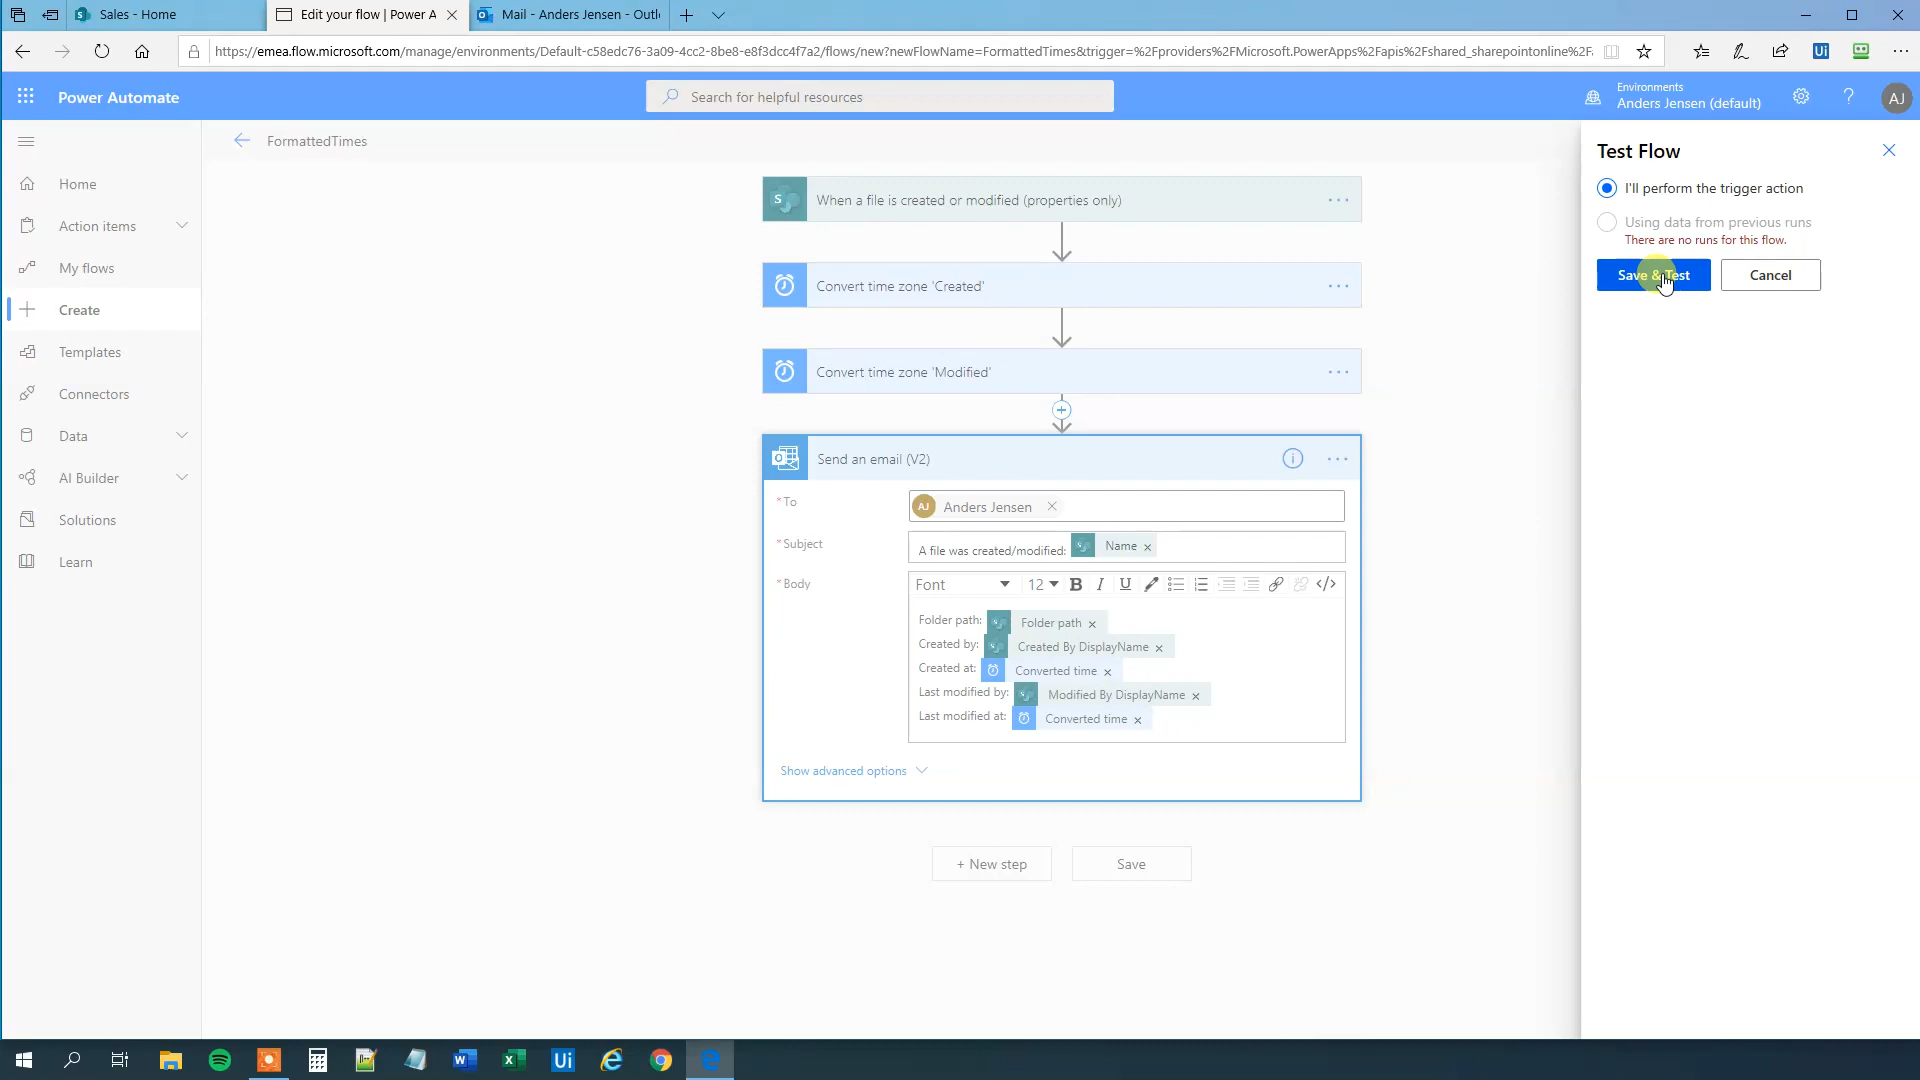 Sales - Home
Edit your flow | Power A
Mail - Anders Jensen - Outl
https://emea.flow.microsoft.com/manage/environments/Default-c58edc76-3a09-4cc2-8be8-e8f3dcc4f7a2/flows/new?newFlowName=FormattedTimes&trigger=%2Fproviders%2FMicrosoft.PowerApps%2Fapis%2Fshared_sharepointonline%2F
Power Automate
Search for helpful resources
Environments
Anders Jensen (default)
AJ
FormattedTimes
Home
Action items
My flows
Create
Templates
Connectors
Data
AI Builder
Solutions
Learn
When a file is created or modified (properties only)
Convert time zone 'Created'
Convert time zone 'Modified'
Send an email (V2)
*To
AJ Anders Jensen
*Subject
A file was created/modified: Name
*Body
Font 12 B I U </>
Folder path: Folder path
Created by: Created By DisplayName
Created at: Converted time
Last modified by: Modified By DisplayName
Last modified at: Converted time
Show advanced options
+ New step
Save
Test Flow
I'll perform the trigger action
Using data from previous runs
There are no runs for this flow.
Save & Test
Cancel
Ui